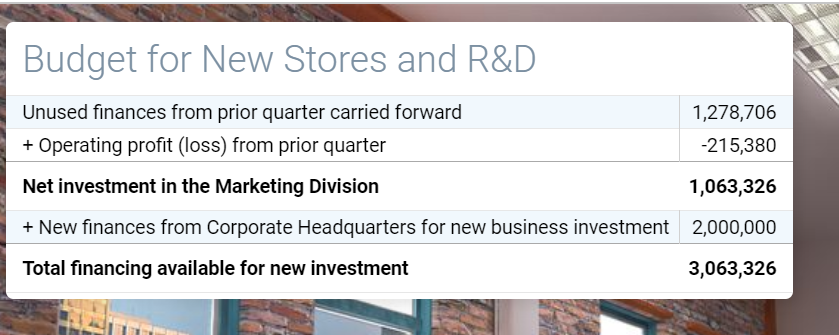 Budget for New Stores and R&D
Unused finances from prior quarter carried forward 1,278,706
+ Operating profit (loss) from prior quarter -215,380
Net investment in the Marketing Division 1,063,326
+ New finances from Corporate Headquarters for new business investment 2,000,000
Total financing available for new investment 3,063,326